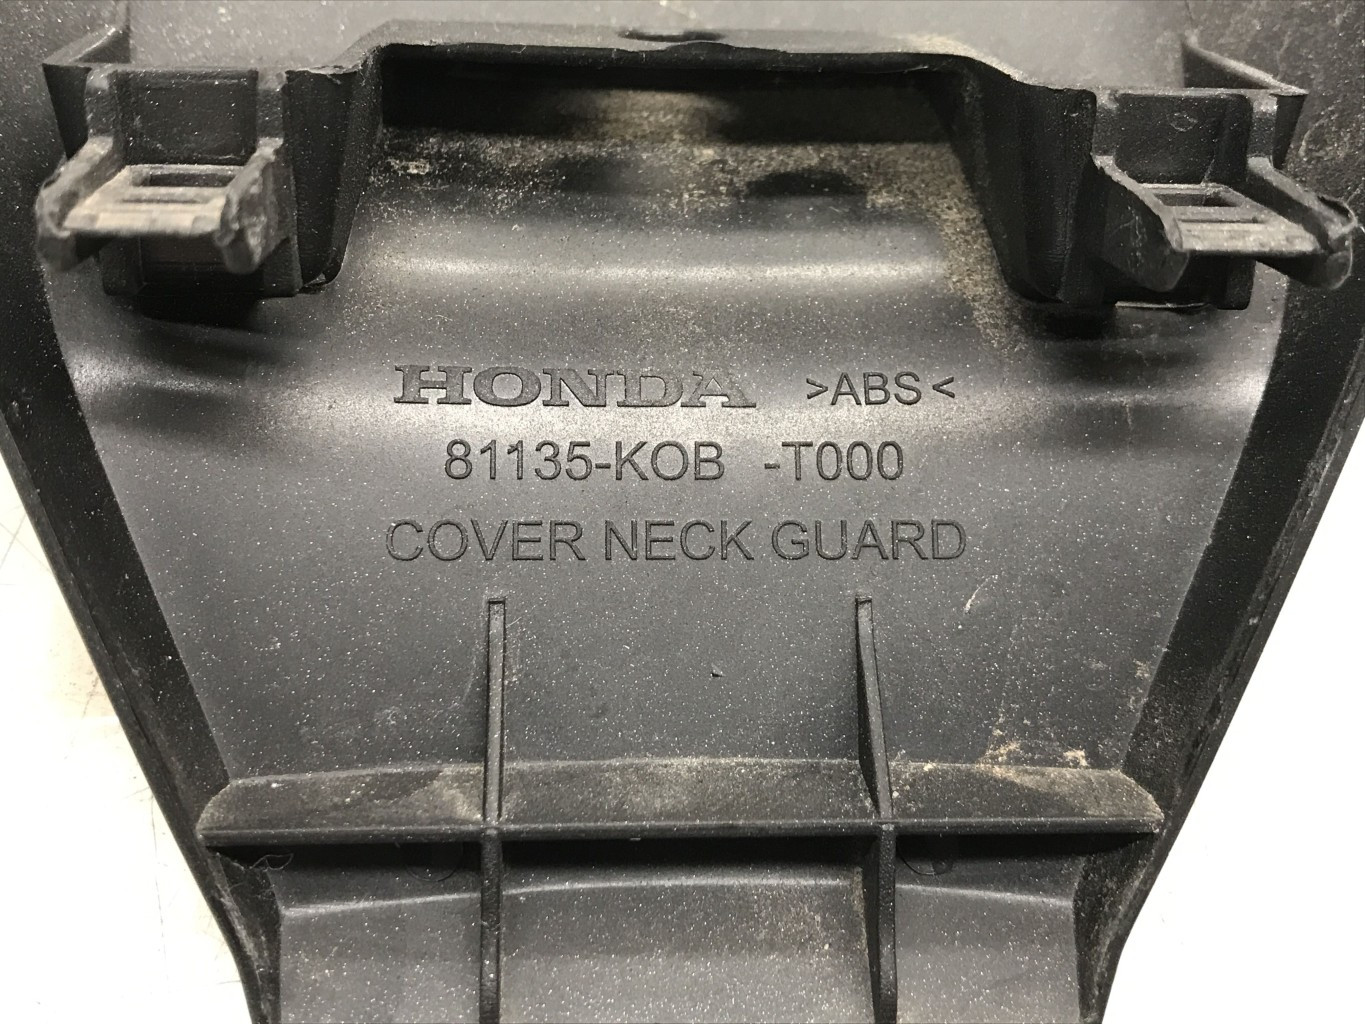 HONDA >ABS<
81135-KOB -T000
COVER NECK GUARD